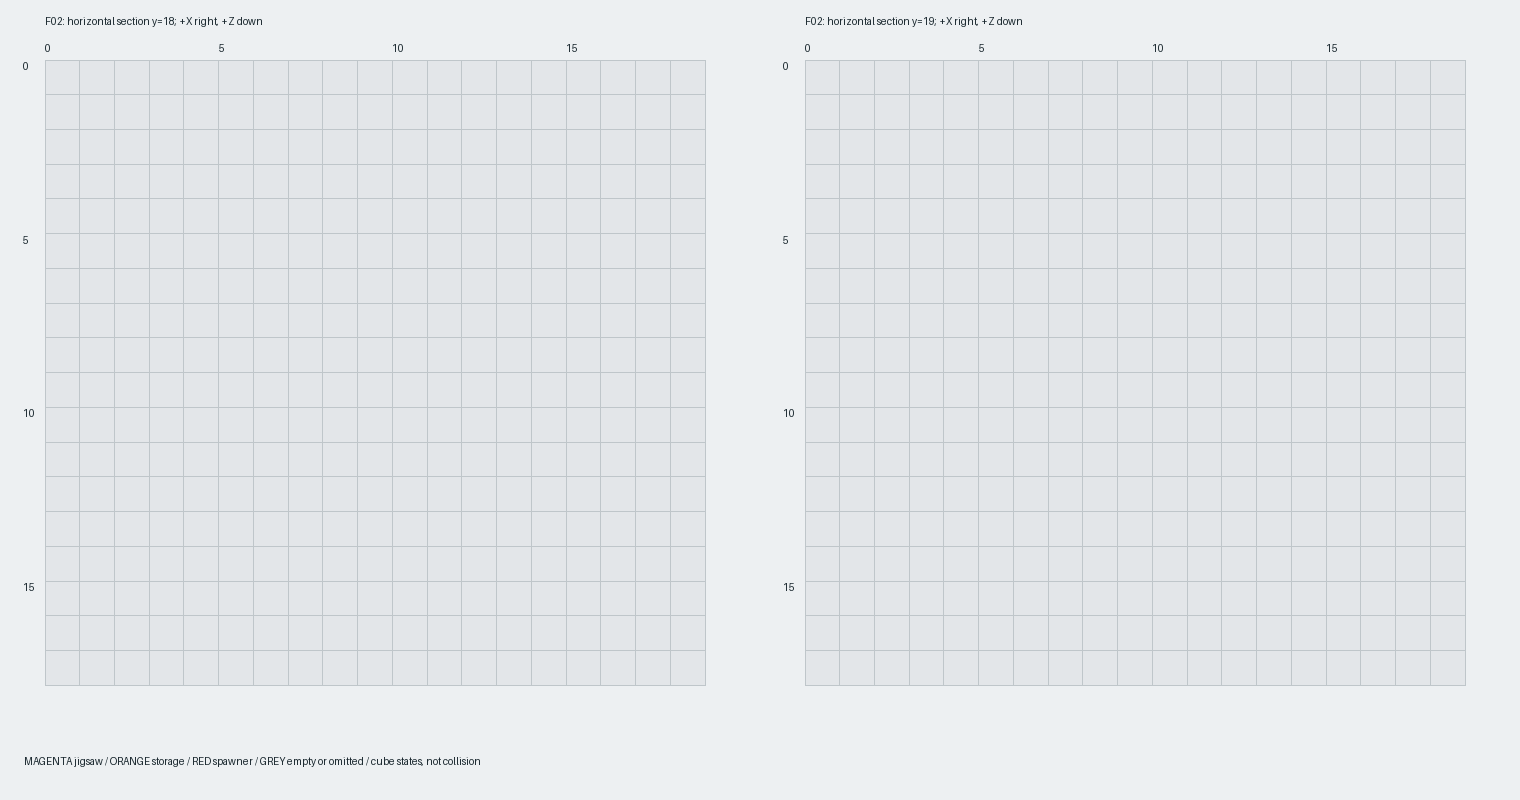 F02: horizontal section y=18; +X right, +Z down
0 5 10 15
0
5
10
15
F02: horizontal section y=19; +X right, +Z down
0 5 10 15
0
5
10
15
MAGENTA jigsaw / ORANGE storage / RED spawner / GREY empty or omitted / cube states, not collision